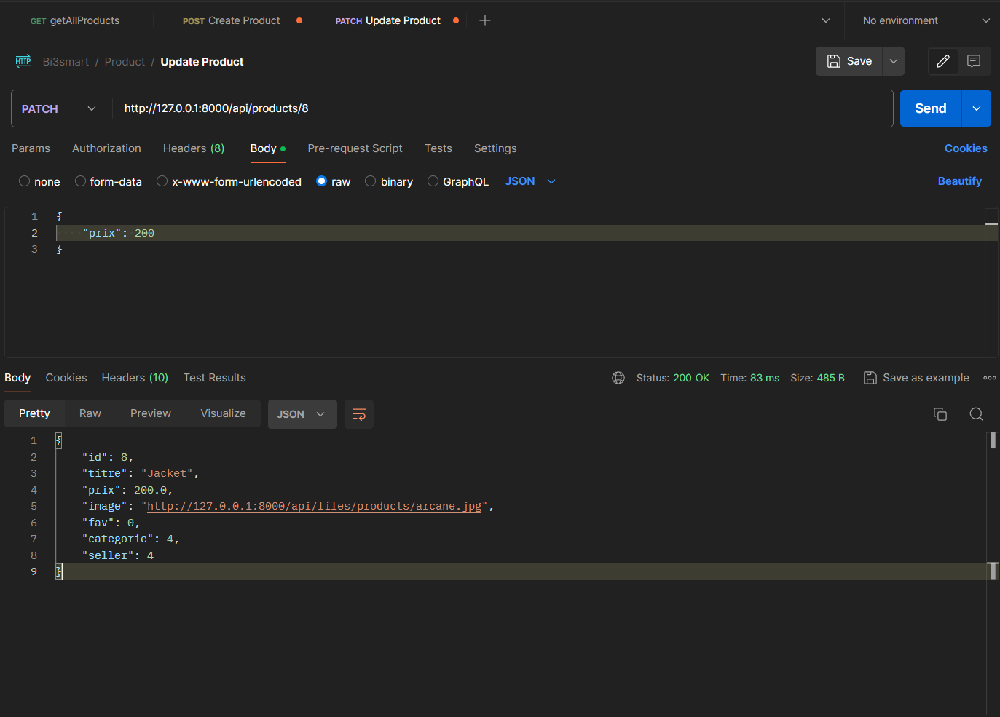 GET getAllProducts POST Create Product PATCH Update Product No environment
HTTP Bi3smart / Product / Update Product Save
PATCH http://127.0.0.1:8000/api/products/8 Send
Params Authorization Headers (8) Body Pre-request Script Tests Settings Cookies
none form-data x-www-form-urlencoded raw binary GraphQL JSON Beautify
1 {
2 "prix": 200
3 }
Body Cookies Headers (10) Test Results Status: 200 OK Time: 83 ms Size: 485 B Save as example
Pretty Raw Preview Visualize JSON
1 {
2 "id": 8,
3 "titre": "Jacket",
4 "prix": 200.0,
5 "image": "http://127.0.0.1:8000/api/files/products/arcane.jpg",
6 "fav": 0,
7 "categorie": 4,
8 "seller": 4
9 }